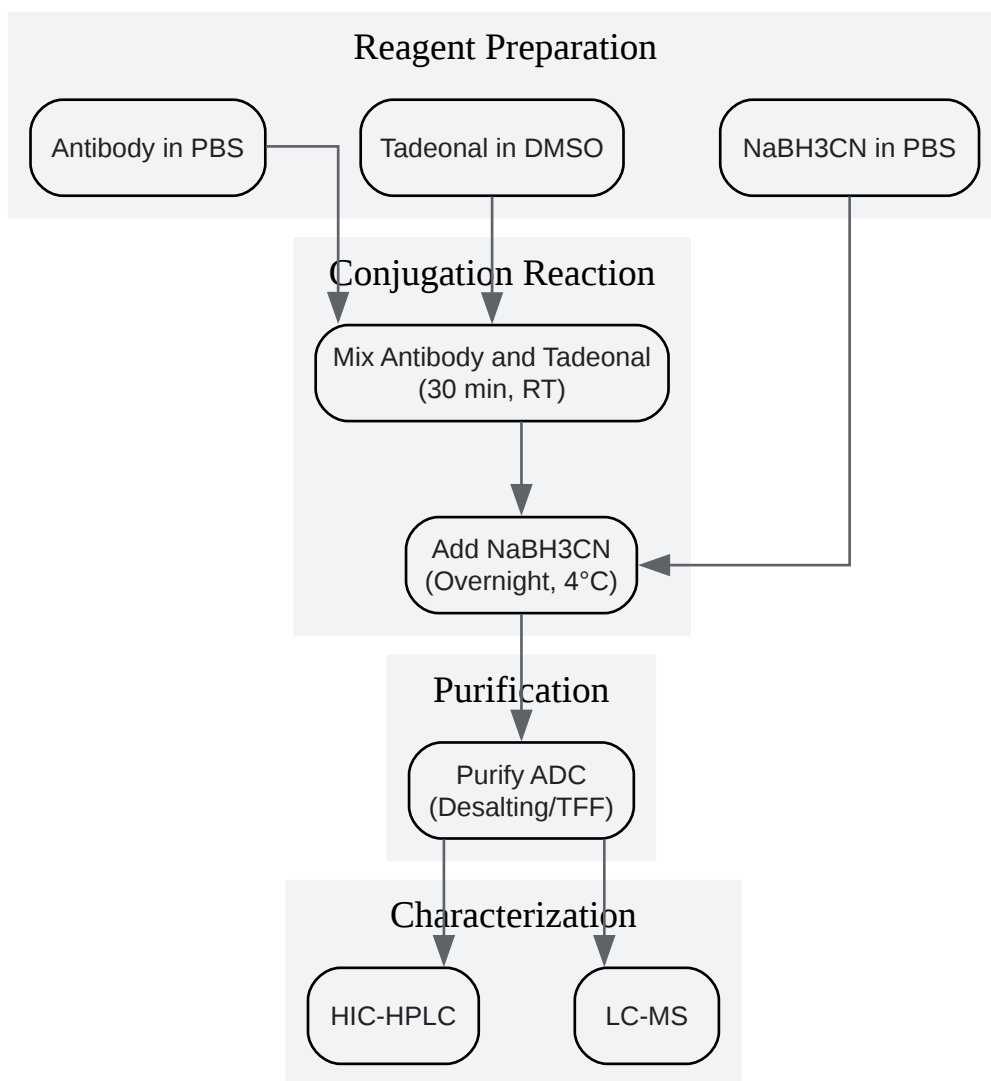 Reagent Preparation
Antibody in PBS
Tadeonal in DMSO
NaBH3CN in PBS
Conjugation Reaction
Mix Antibody and Tadeonal
(30 min, RT)
Add NaBH3CN
(Overnight, 4°C)
Purification
Purify ADC
(Desalting/TFF)
Characterization
HIC-HPLC
LC-MS